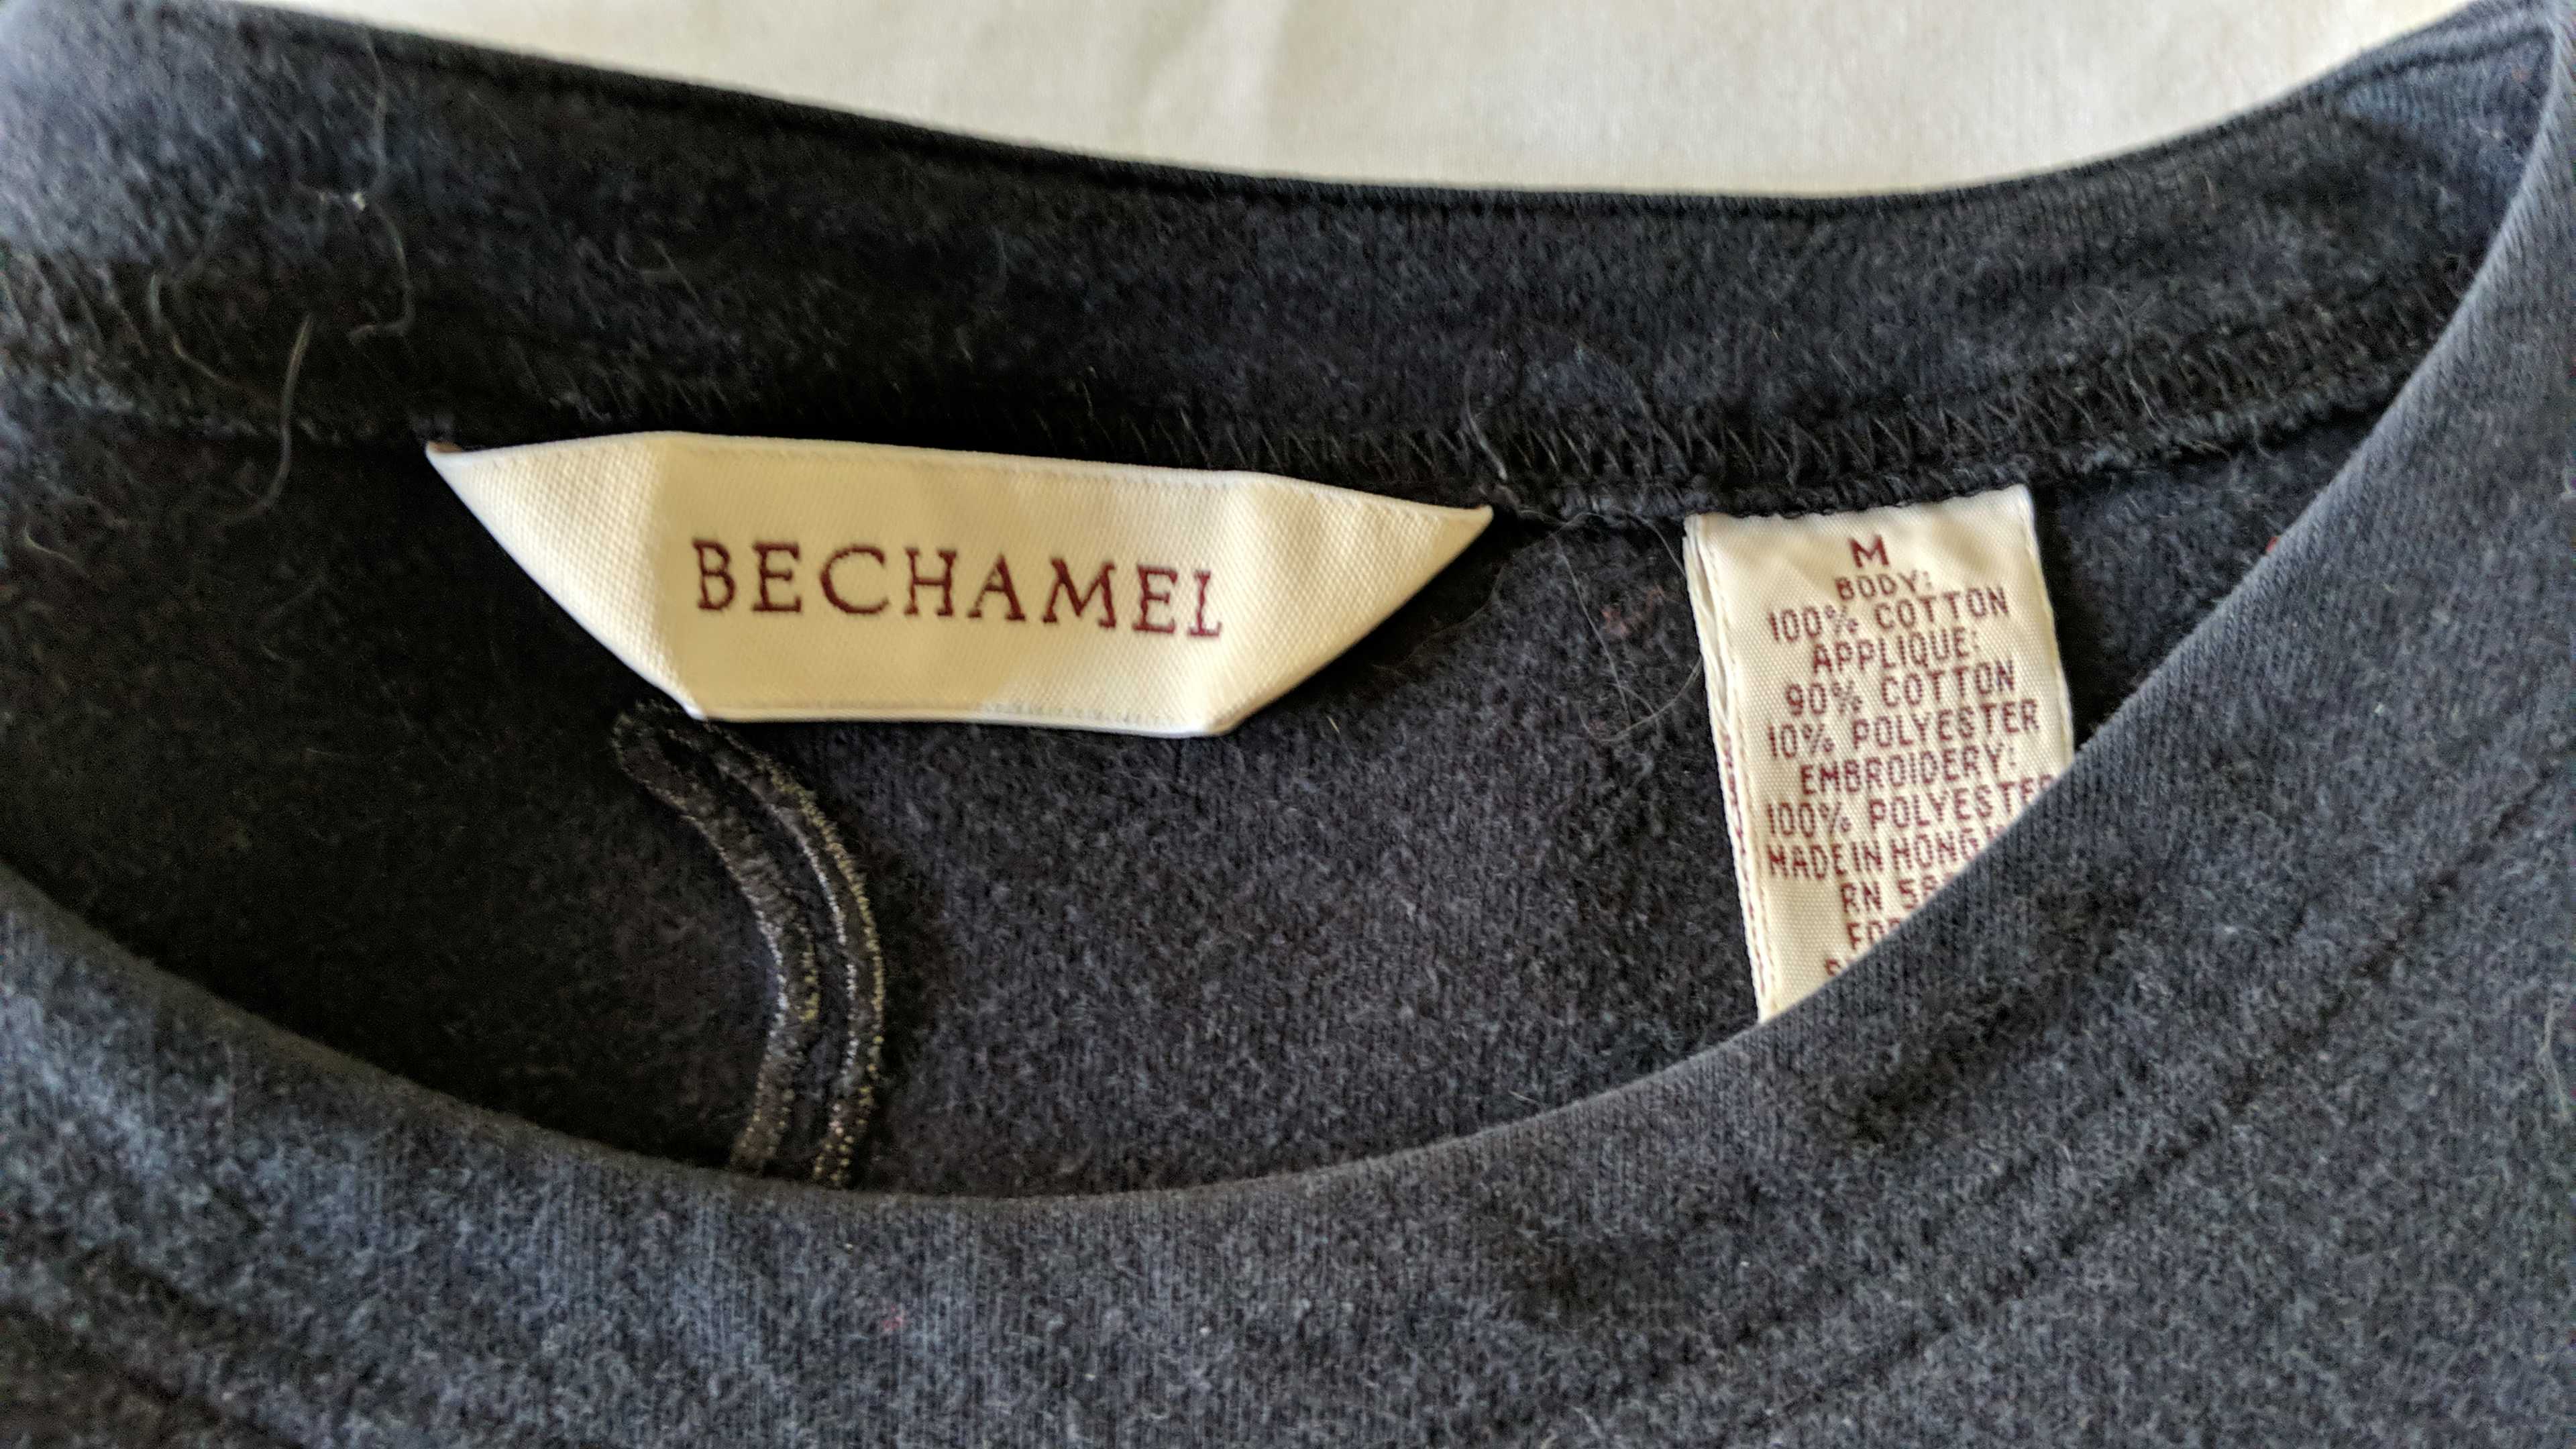 BECHAMEL
M
BODY:
100% COTTON
APPLIQUE:
90% COTTON
10% POLYESTER
EMBROIDERY:
100% POLYESTER
MADE IN HONG
RN